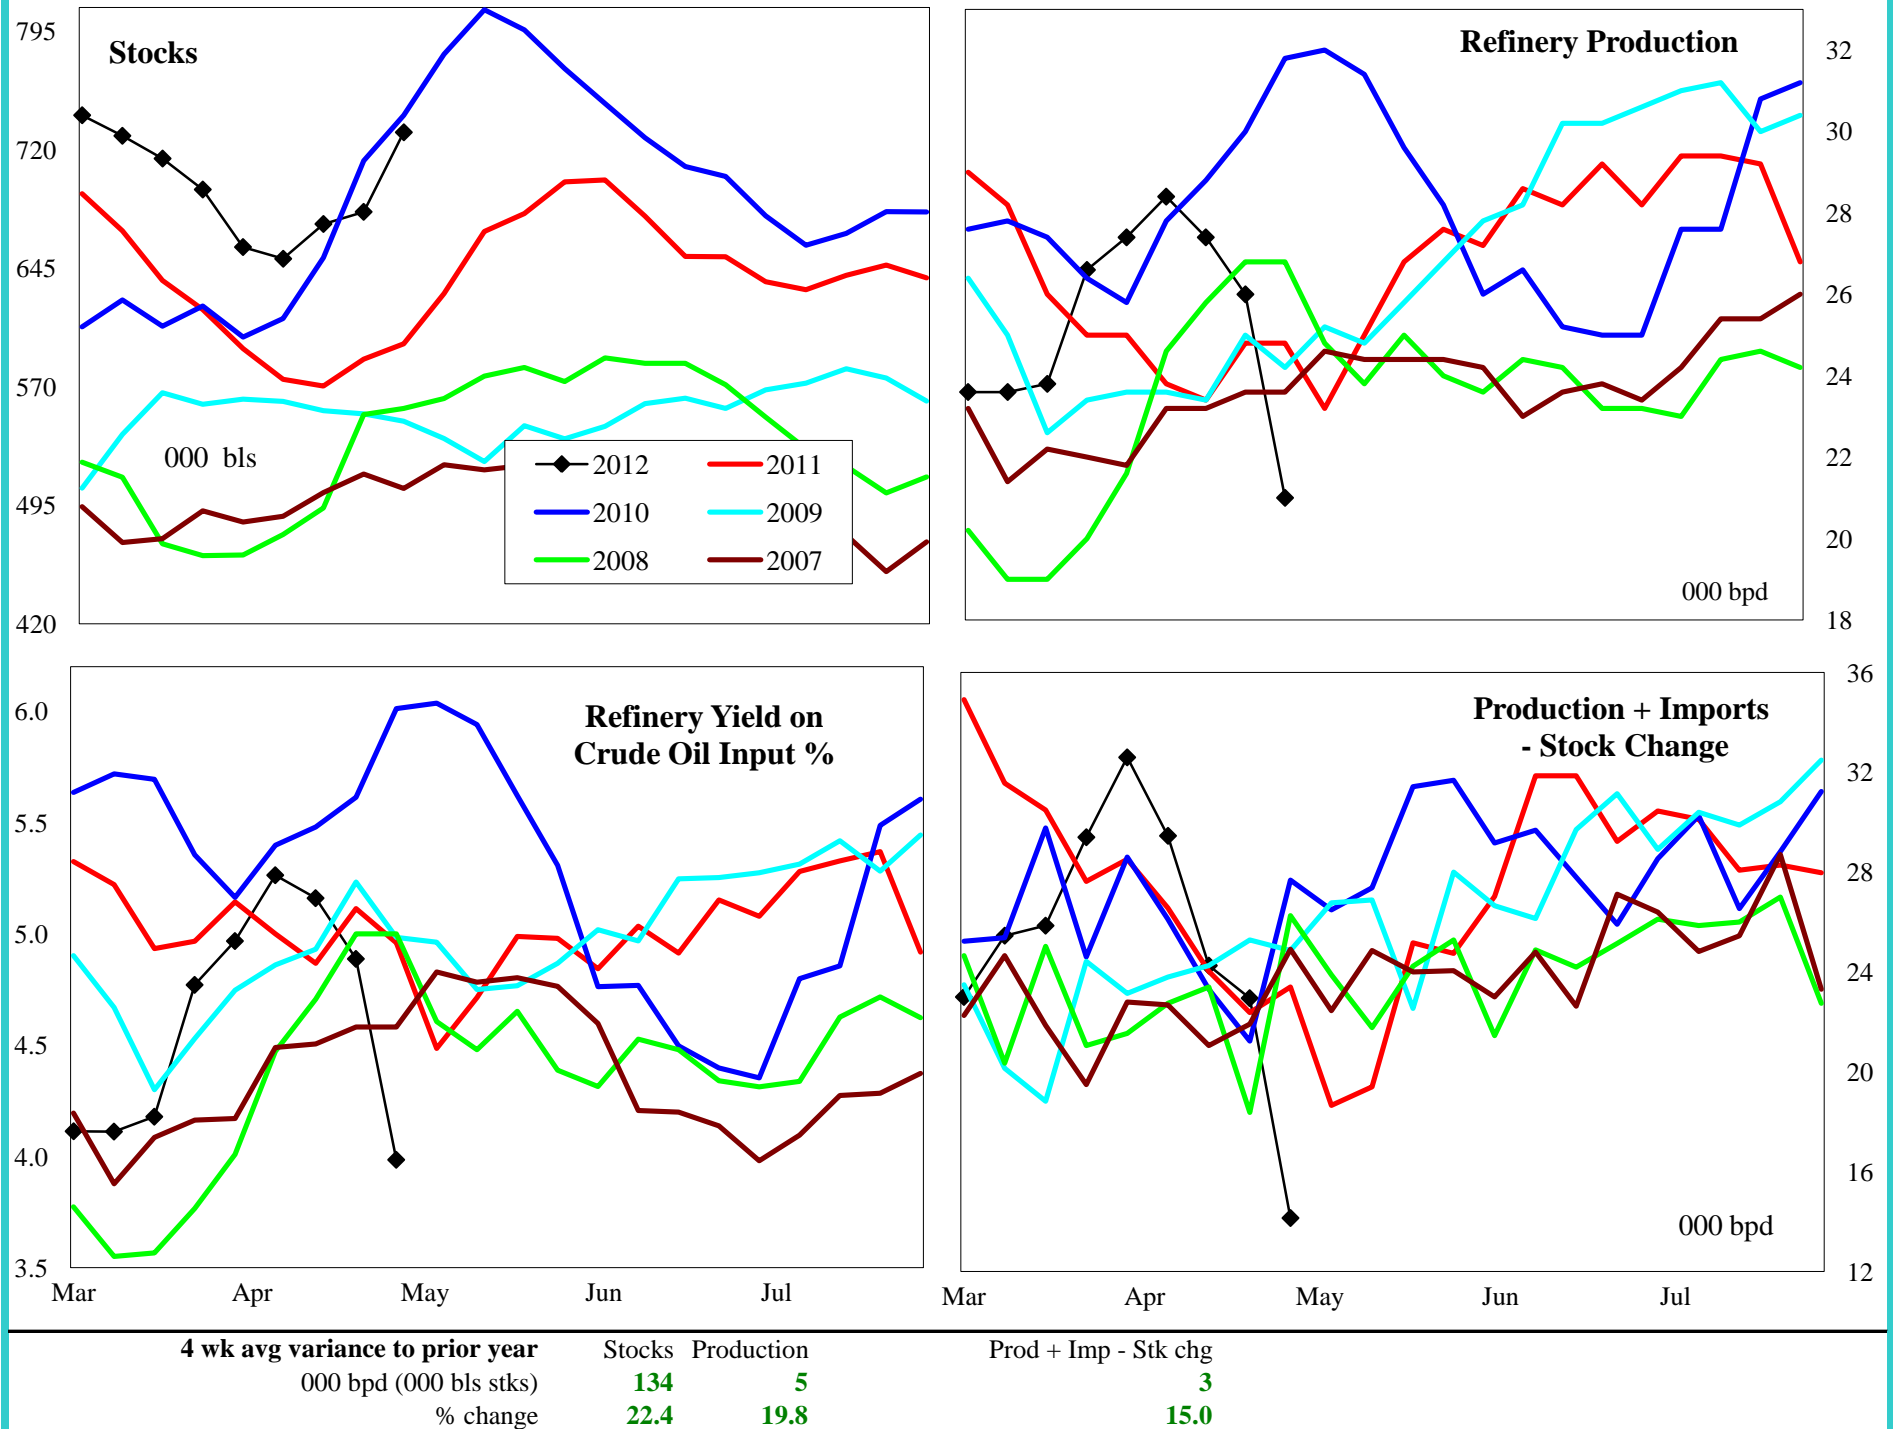 795
720
645
570
495
420
Stocks
000 bls
2012
2011
2010
2009
2008
2007
Refinery Production
32
30
28
26
24
22
20
18
000 bpd
6.0
5.5
5.0
4.5
4.0
3.5
Refinery Yield on
Crude Oil Input %
Mar Apr May Jun Jul
Production + Imports
- Stock Change
36
32
28
24
20
16
12
000 bpd
Mar Apr May Jun Jul
4 wk avg variance to prior year Stocks Production Prod + Imp - Stk chg
000 bpd (000 bls stks) 134 5 3
% change 22.4 19.8 15.0